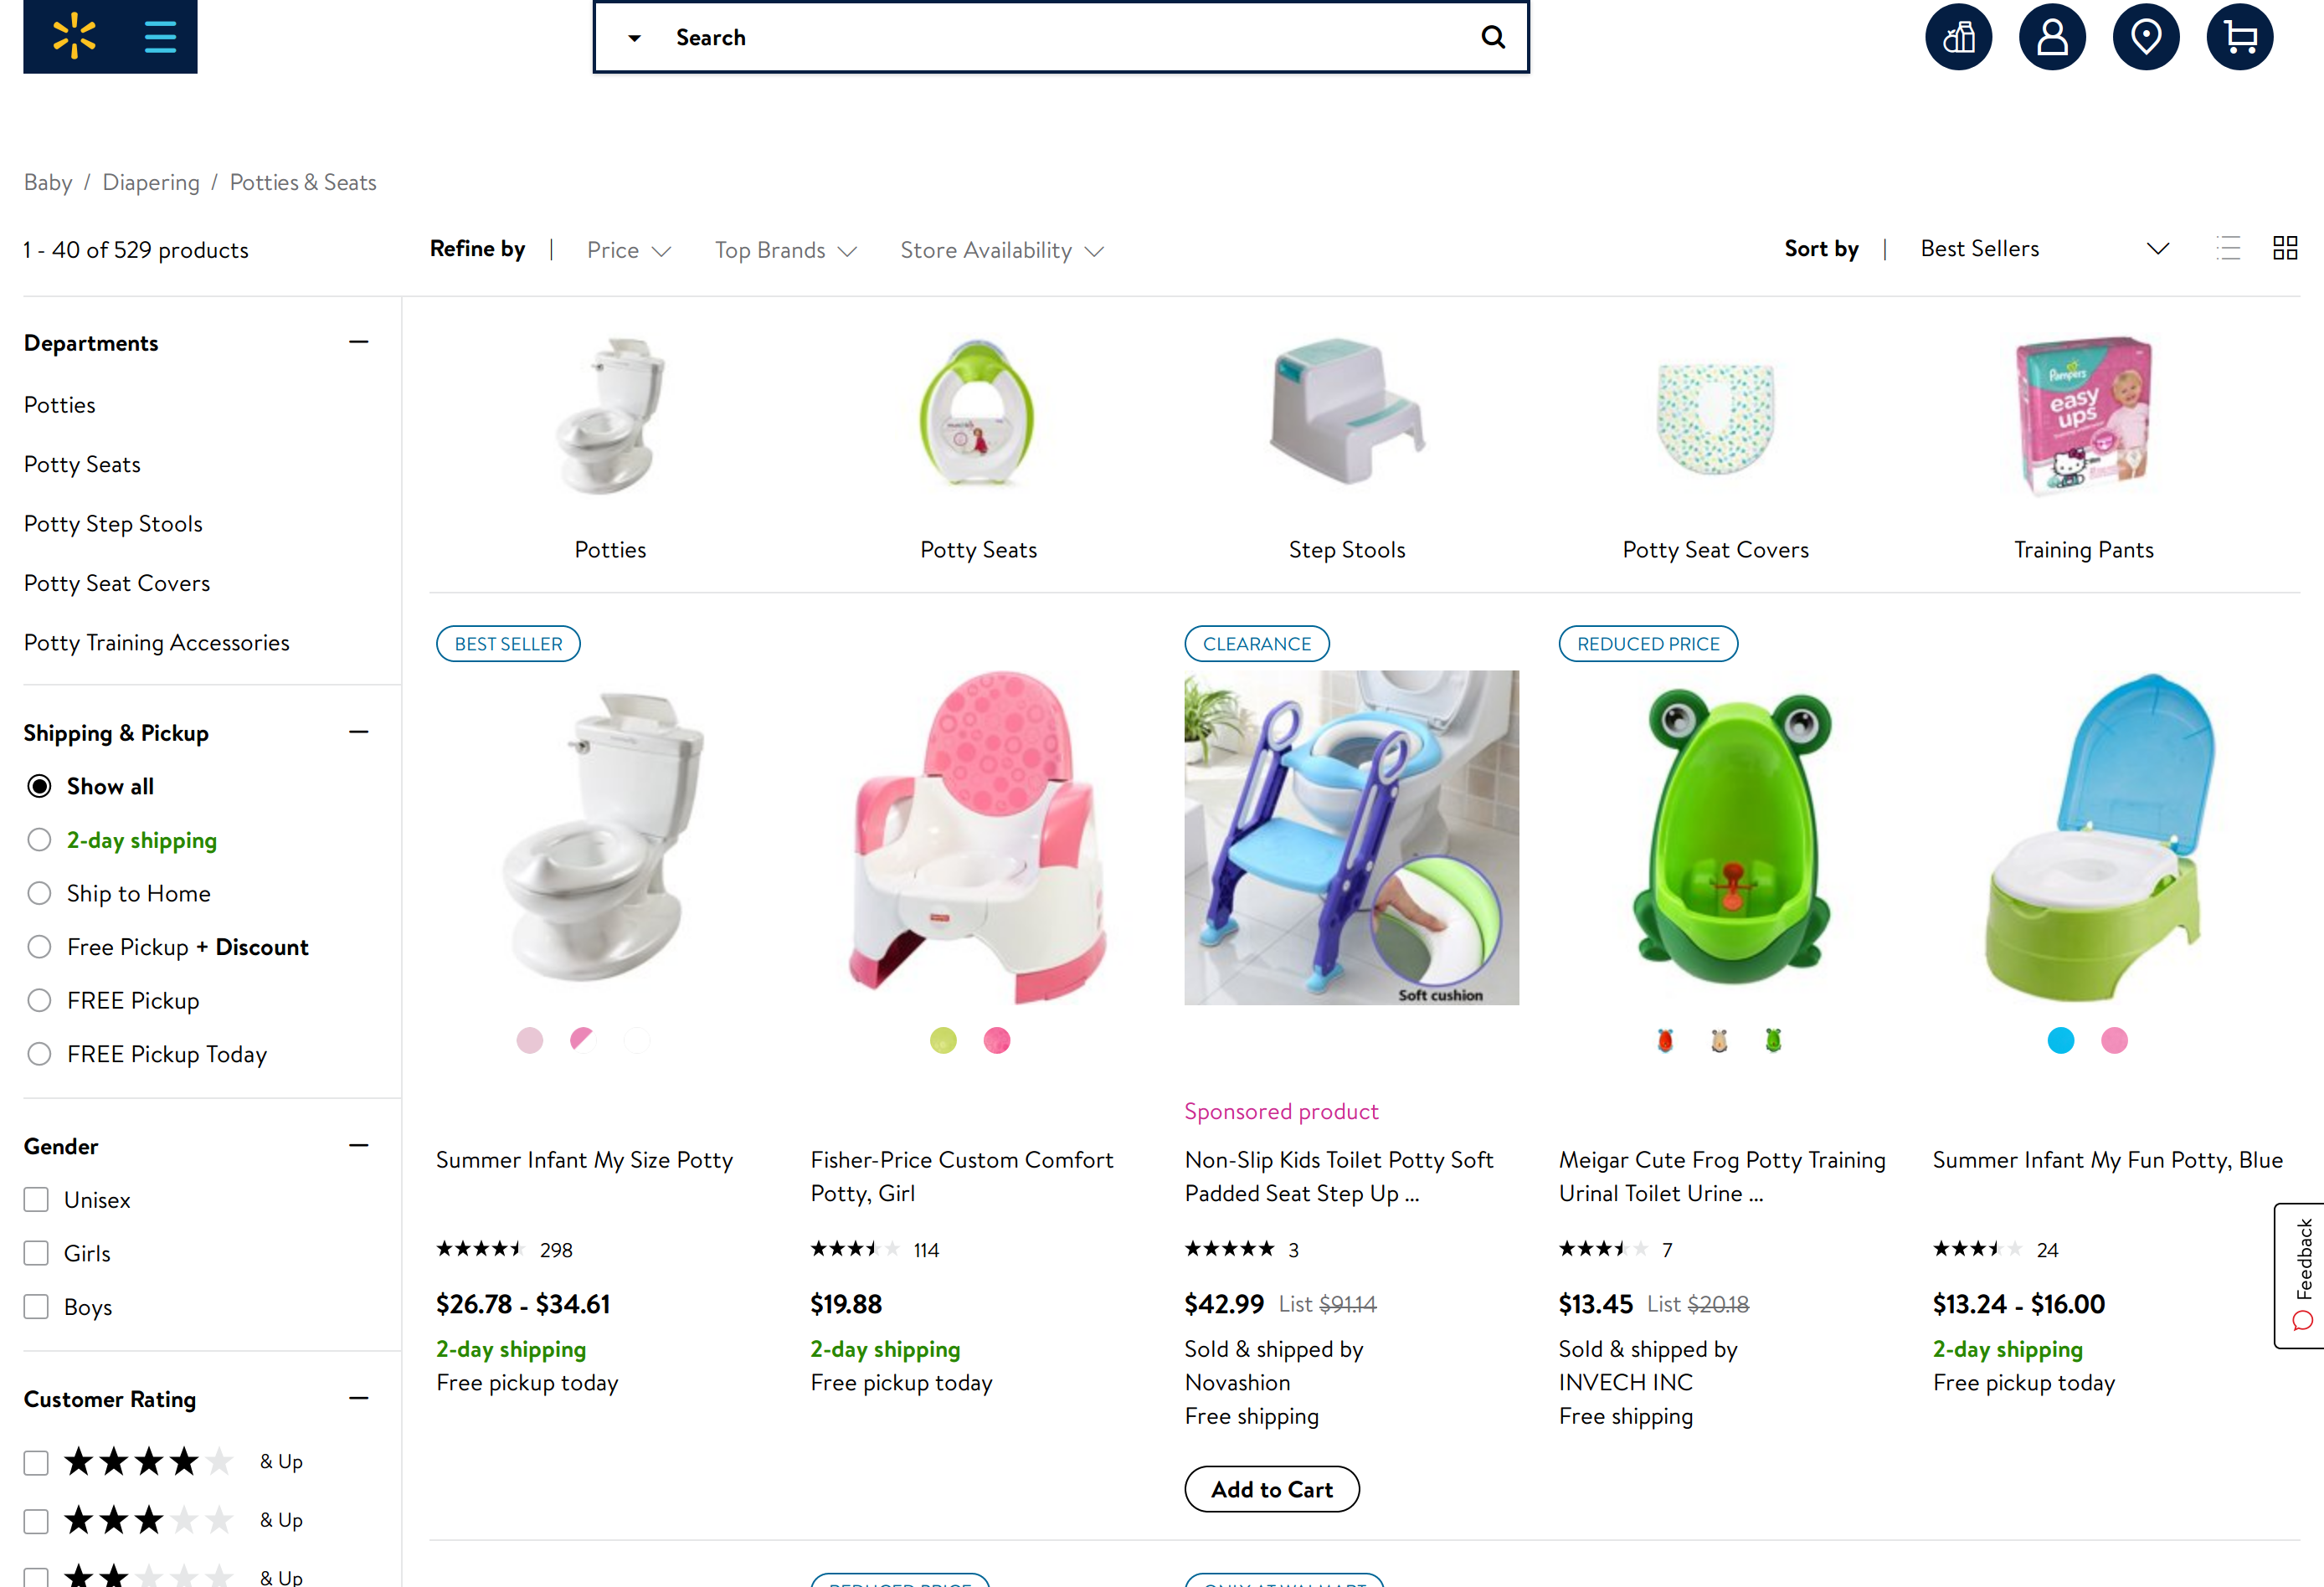 Search
Baby / Diapering / Potties & Seats
1 - 40 of 529 products
Refine by | Price Top Brands Store Availability
Sort by | Best Sellers
Departments
Potties
Potty Seats
Potty Step Stools
Potty Seat Covers
Potty Training Accessories
Shipping & Pickup
Show all
2-day shipping
Ship to Home
Free Pickup + Discount
FREE Pickup
FREE Pickup Today
Gender
Unisex
Girls
Boys
Customer Rating
& Up
& Up
& Up
Pampers
easy
ups
Potties
Potty Seats
Step Stools
Potty Seat Covers
Training Pants
BEST SELLER
Summer Infant My Size Potty
298
$26.78 - $34.61
2-day shipping
Free pickup today
Fisher-Price Custom Comfort
Potty, Girl
114
$19.88
2-day shipping
Free pickup today
CLEARANCE
Soft cushion
Sponsored product
Non-Slip Kids Toilet Potty Soft
Padded Seat Step Up ...
3
$42.99 List $91.14
Sold & shipped by
Novashion
Free shipping
Add to Cart
REDUCED PRICE
Meigar Cute Frog Potty Training
Urinal Toilet Urine ...
7
$13.45 List $20.18
Sold & shipped by
INVECH INC
Free shipping
Summer Infant My Fun Potty, Blue
24
$13.24 - $16.00
2-day shipping
Free pickup today
Feedback
REDUCED PRICE
ONLY AT WALMART